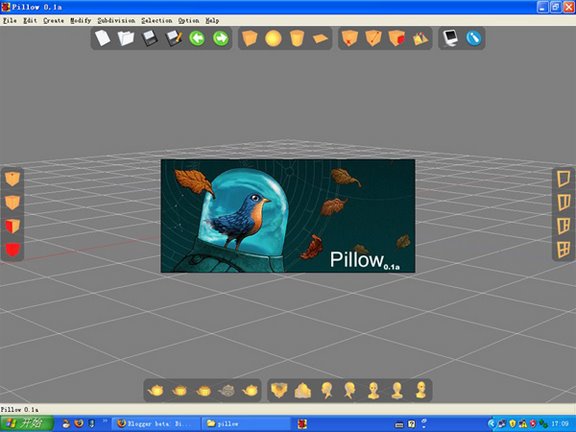 Pillow 0.1a
File Edit Create Modify Subdivision Selection Option Help
Pillow 0.1a
Pillow 0.1a
开始
Blogger beta: Bi...
pillow
17:09